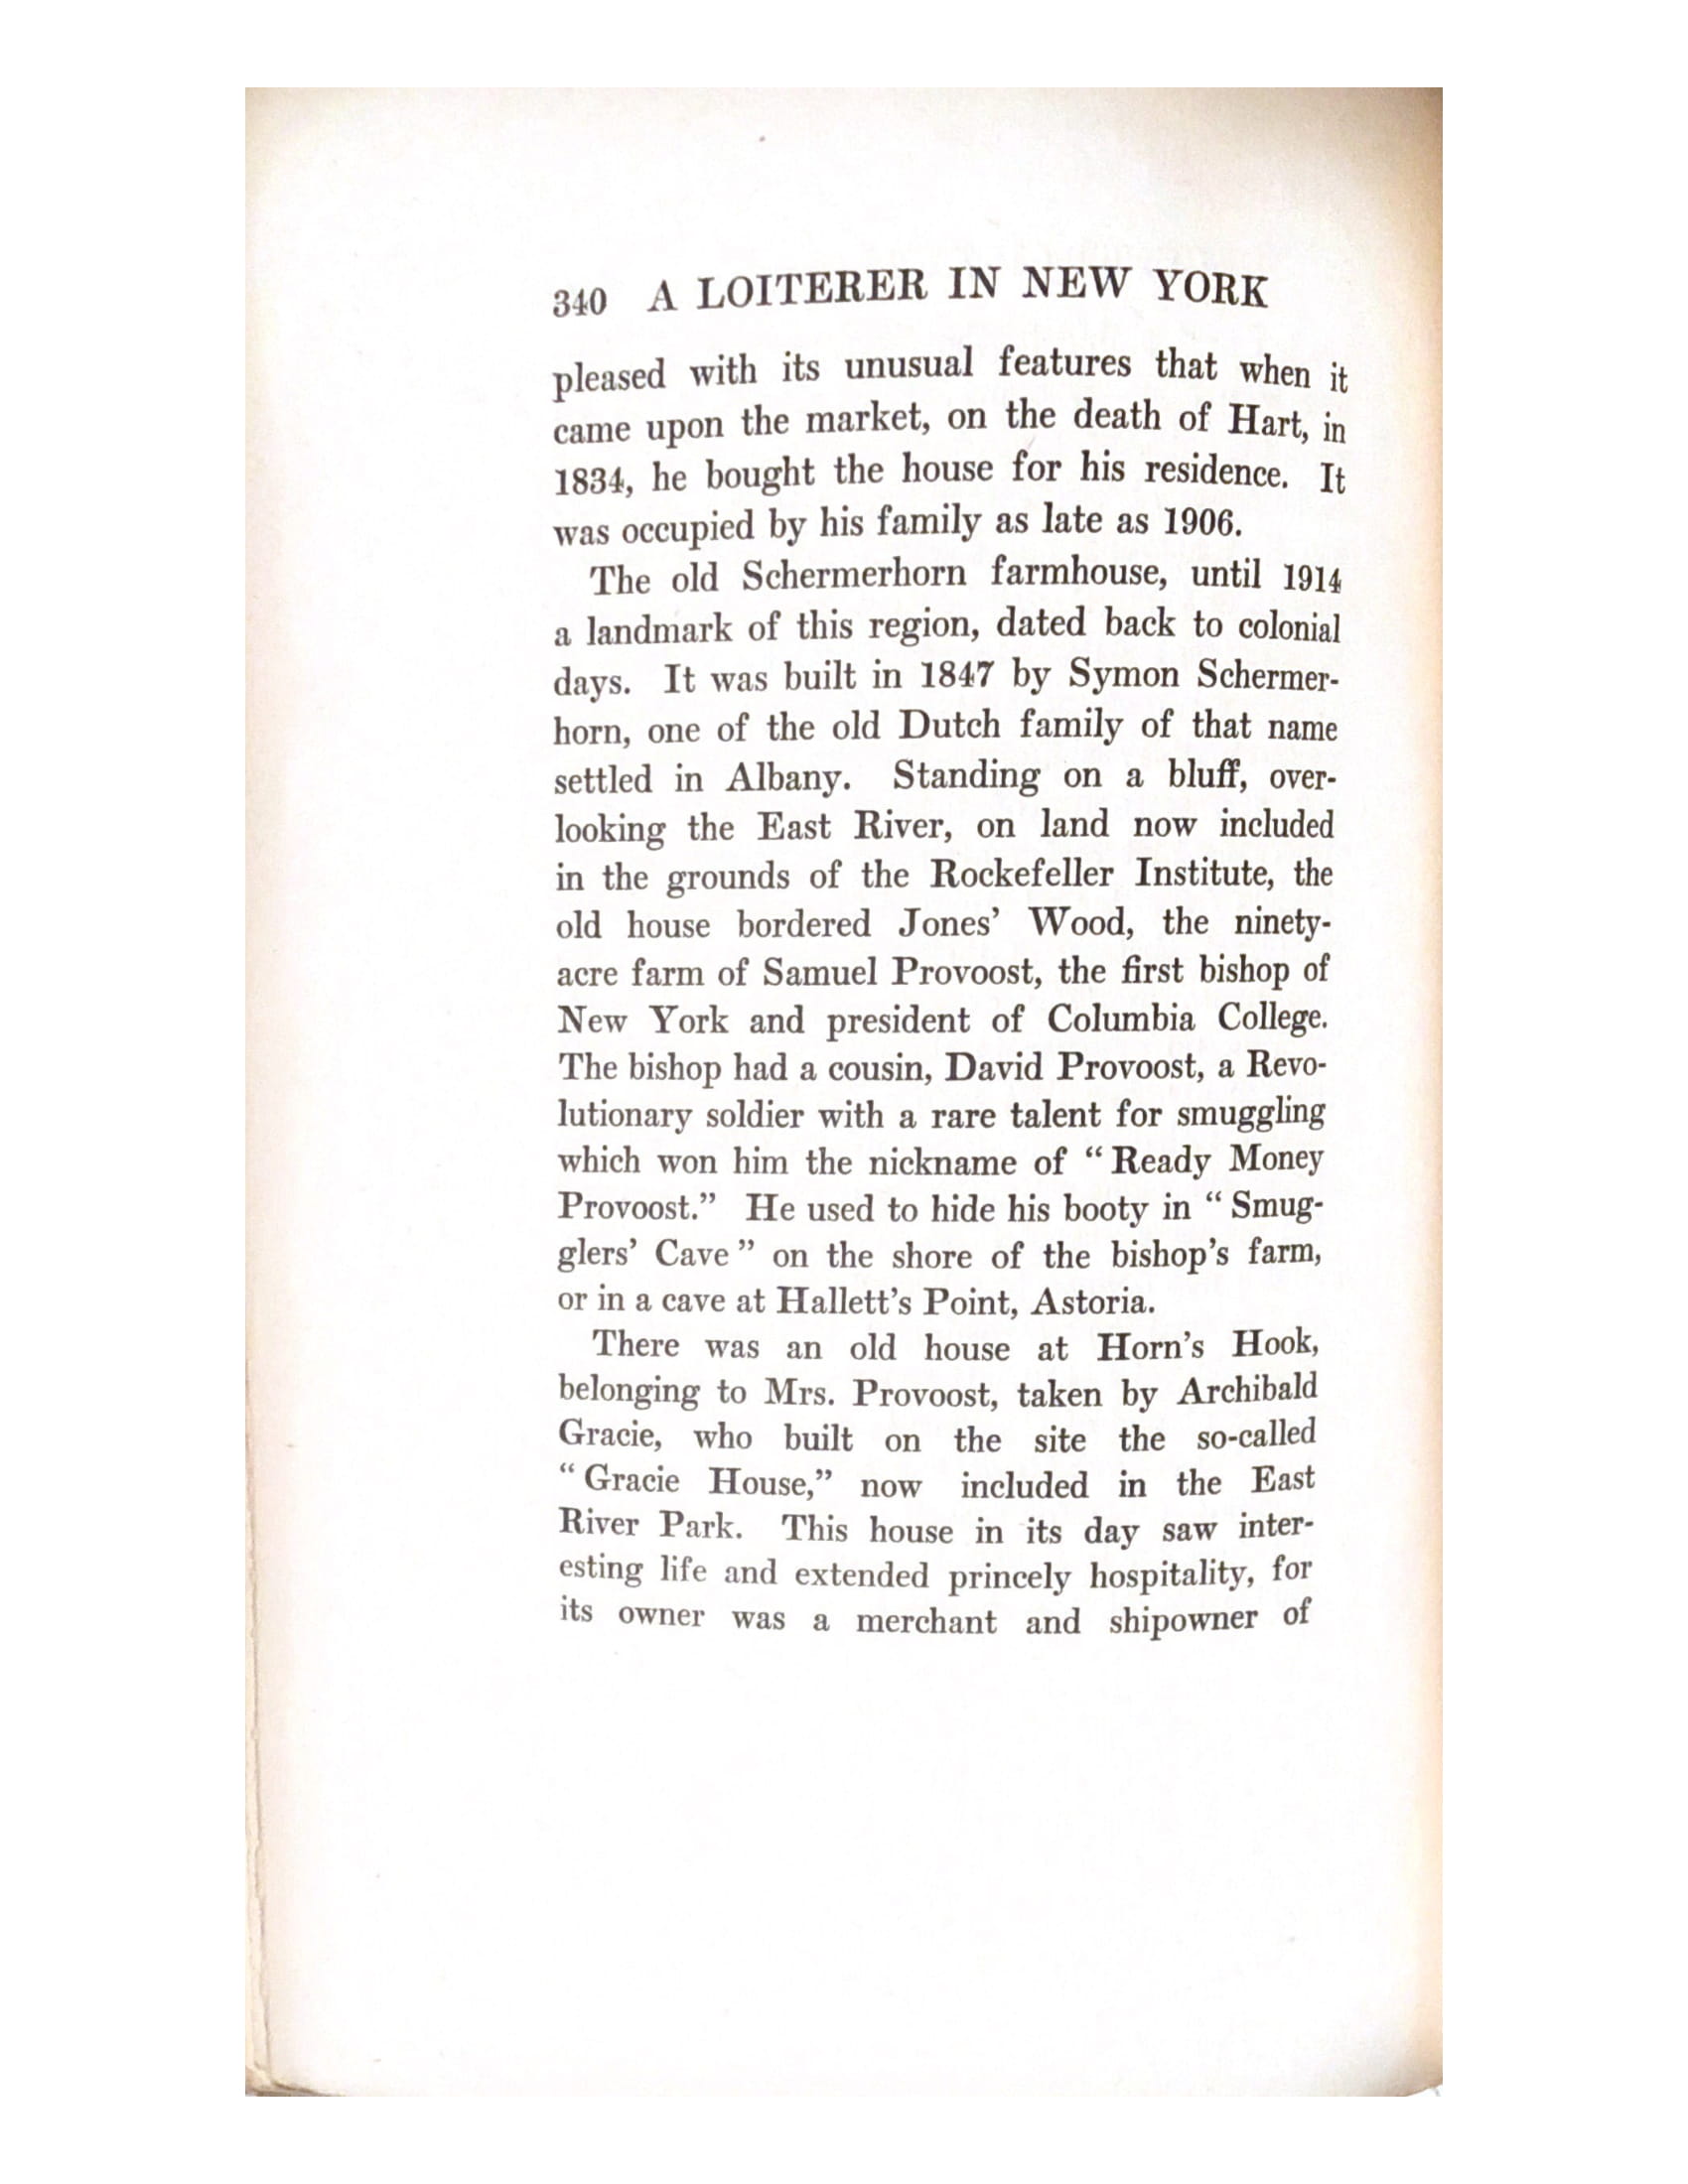 340 A LOITERER IN NEW YORK
pleased with its unusual features that when it
came upon the market, on the death of Hart, in
1834, he bought the house for his residence. It
was occupied by his family as late as 1906.
The old Schermerhorn farmhouse, until 1914
a landmark of this region, dated back to colonial
days. It was built in 1847 by Symon Schermer-
horn, one of the old Dutch family of that name
settled in Albany. Standing on a bluff, over-
looking the East River, on land now included
in the grounds of the Rockefeller Institute, the
old house bordered Jones’ Wood, the ninety-
acre farm of Samuel Provoost, the first bishop of
New York and president of Columbia College.
The bishop had a cousin, David Provoost, a Revo-
lutionary soldier with a rare talent for smuggling
which won him the nickname of “ Ready Money
Provoost.” He used to hide his booty in “ Smug-
glers’ Cave ” on the shore of the bishop’s farm,
or in a cave at Hallett’s Point, Astoria.
There was an old house at Horn’s Hook,
belonging to Mrs. Provoost, taken by Archibald
Gracie, who built on the site the so-called
“ Gracie House,” now included in the East
River Park. This house in its day saw inter-
esting life and extended princely hospitality, for
its owner was a merchant and shipowner of